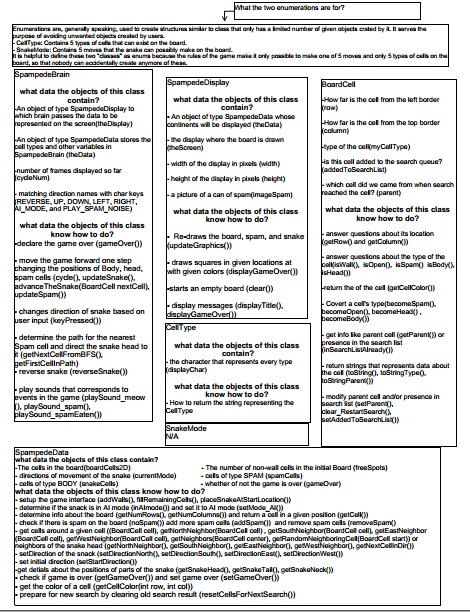 What the two enumerations are for?
Enumerations are, generally speaking, used to create structures similar to class that only has a limited number of given objects crated by it. It serves the
purpose of avoiding unwanted objects created by users.
- CellType: Contains 5 types of cells that can exist on the board.
- SnakeMode: Contains 5 moves that the snake can possibly make on the board.
It is helpful to define these two "classes" as enums because the rules of the game make it only possible to make one of 5 moves and only 5 types of cells on the
board, so that nobody can accidentally create anymore of these.
SpampedeBrain
what data the objects of this class
contain?
-An object of type SpampedeDisplay to
which brain passes the data to be
represented on the screen(theDisplay)
-An object of type SpampedeData stores the
cell types and other variables in
SpampedeBrain (theData)
-number of frames displayed so far
(cycleNum)
- matching direction names with char keys
(REVERSE, UP, DOWN, LEFT, RIGHT,
AI_MODE, and PLAY_SPAM_NOISE)
what data the objects of this class
know how to do?
-declare the game over (gameOver())
- move the game forward one step
changing the positions of Body, head,
spam cells (cycle(), updateSnake(),
advanceTheSnake(BoardCell nextCell),
updateSpam())
- changes direction of snake based on
user input (keyPressed())
- determine the path for the nearest
Spam cell and direct the snake head to
it (getNextCellFromBFS(),
getFirstCellInPath)
- reverse snake (reverseSnake())
- play sounds that corresponds to
events in the game (playSound_meow
(), playSound_spam(),
playSound_spamEaten())
SpampedeDisplay
what data the objects of this class
contain?
- An object of type SpampedeData whose
continents will be displayed (theData)
- the display where the board is drawn
(theScreen)
- width of the display in pixels (width)
- height of the display in pixels (height)
- a picture of a can of spam(imageSpam)
what data the objects of this class
know how to do?
- Re-draws the board, spam, and snake
(updateGraphics())
- draws squares in given locations at
with given colors (displayGameOver())
-starts an empty board (clear())
- display messages (displayTitle(),
displayGameOver())
CellType
what data the objects of this class
contain?
- the character that represents every type
(displayChar)
what data the objects of this class
know how to do?
- How to return the string representing the
CellType
SnakeMode
N/A
BoardCell
-How far is the cell from the left border
(row)
-How far is the cell from the top border
(column)
-type of the cell(myCellType)
-is this cell added to the search queue?
(addedToSearchList)
- which cell did we came from when search
reached the cell? (parent)
what data the objects of this class
know how to do?
- answer questions about its location
(getRow() and getColumn())
- answer questions about the type of the
cell(isWall(), isOpen(), isSpam() isBody(),
isHead())
-return the of the cell (getCellColor())
- Covert a cell's type(becomeSpam(),
becomeOpen(), becomeHead() ,
becomeBody())
- get info like parent cell (getParent()) or
presence in the search list
(inSearchListAlready())
- return strings that represents data about
the cell (toString(), toStringType(),
toStringParent())
- modify parent cell and/or presence in
search list (setParent(),
clear_RestartSearch(),
setAddedToSearchList())
SpampedeData
what data the objects of this class contain?
-The cells in the board(boardCells2D) - The number of non-wall cells in the initial Board (freeSpots)
- directions of movement of the snake (currentMode) - cells of type SPAM (spamCells)
- cells of type BODY (snakeCells) - whether of not the game is over (gameOver)
what data the objects of this class know how to do?
- setup the game interface (addWalls(), fillRemainingCells(), placeSnakeAtStartLocation())
- determine if the snack is in AI mode (inAImode()) and set it to AI mode (setMode_AI())
- determine info about the board (getNumRows(), getNumColumns()) and return a cell in a given position (getCell())
- check if there is spam on the board (noSpam()) add more spam cells (addSpam()) and remove spam cells (removeSpam())
- get cells around a given cell ((BoardCell cell), getNorthNeighbor(BoardCell cell), getSouthNeighbor(BoardCell cell), getEastNeighbor
(BoardCell cell), getWestNeighbor(BoardCell cell), getNeighbors(BoardCell center), getRandomNeighboringCell(BoardCell start)) or
neighbors of the snake head (getNorthNeighbor(), getSouthNeighbor(), getEastNeighbor(), getWestNeighbor(), getNextCellInDir())
- setDirection of the snack (setDirectionNorth(), setDirectionSouth(), setDirectionEast(), setDirectionWest())
- set initial direction (setStartDirection())
-get detials about the positions of parts of the snake (getSnakeHead(), getSnakeTail(), getSnakeNeck())
- check if game is over (getGameOver()) and set game over (setGameOver())
- get the color of a cell (getCellColor(int row, int col))
- prepare for new search by clearing old search result (resetCellsForNextSearch())